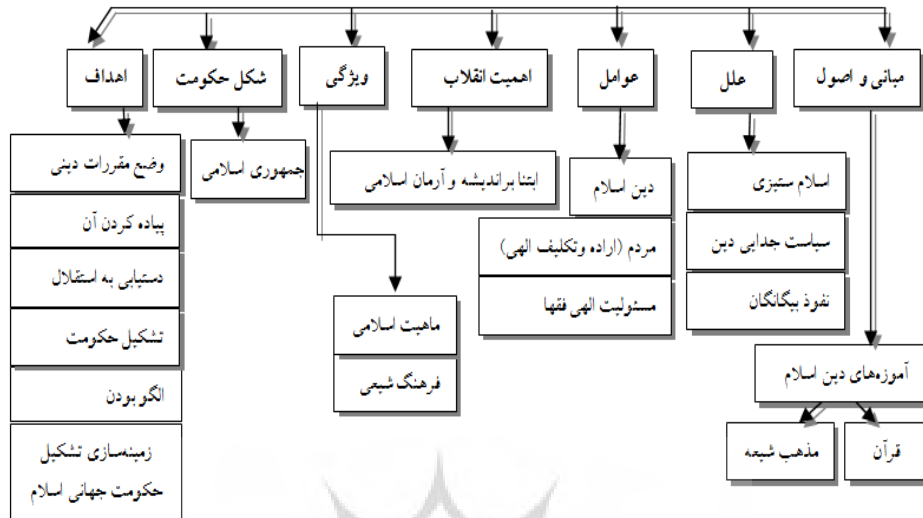 مبانی و اصول
علل
عوامل
اهمیت انقلاب
ویژگی
شکل حکومت
اهداف
آموزه‌های دین اسلام
قرآن
مذهب شیعه
اسلام ستیزی
سیاست جدایی دین
نفوذ بیگانگان
دین اسلام
مردم (اراده وتکلیف الهی)
مسئولیت الهی فقها
ابتنا براندیشه و آرمان اسلامی
ماهیت اسلامی
فرهنگ شیعی
جمهوری اسلامی
وضع مقررات دینی
پیاده کردن آن
دستیابی به استقلال
تشکیل حکومت
الگو بودن
زمینه‌سازی تشکیل
حکومت جهانی اسلام